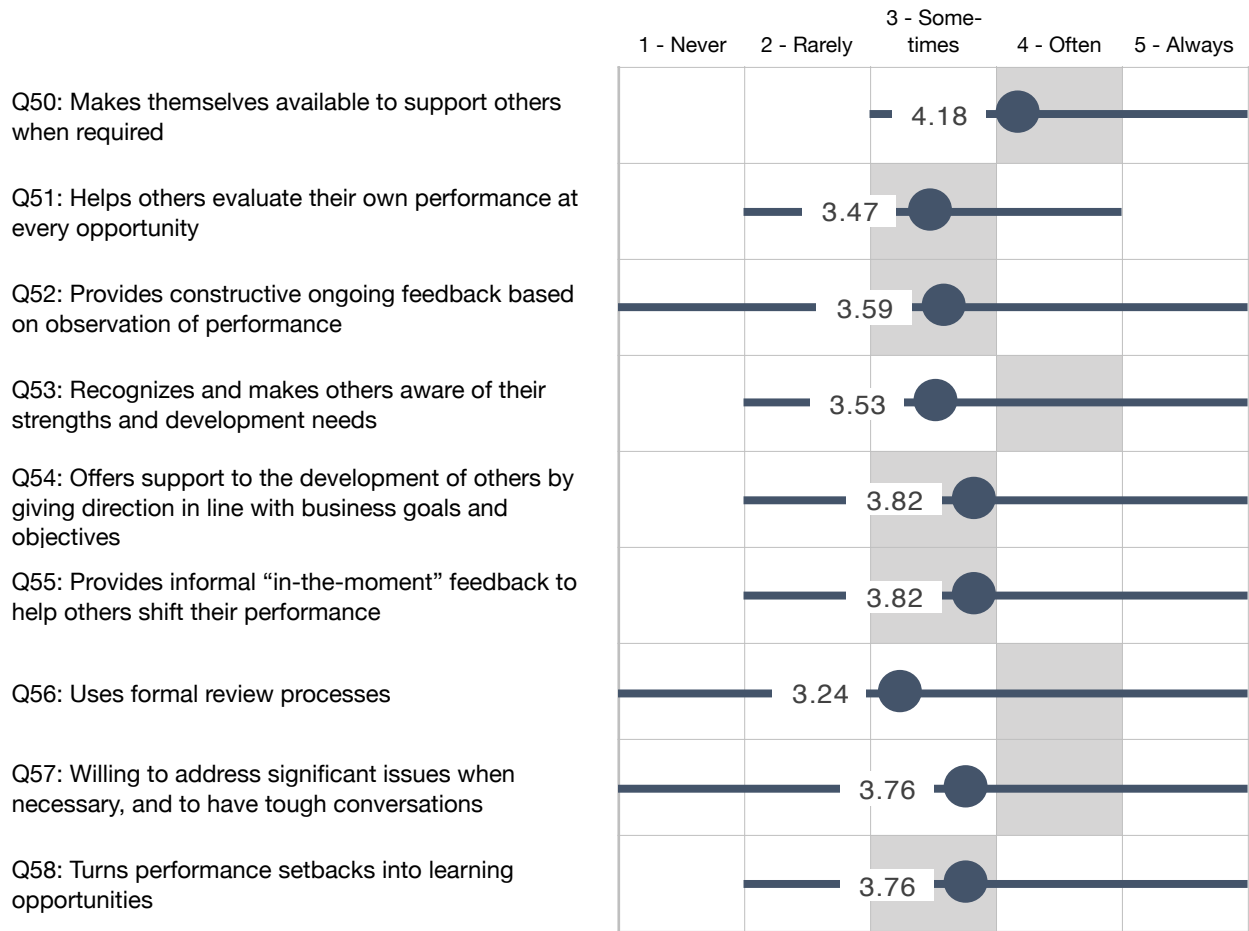 3 - Some-
1 - Never 2 - Rarely times 4 - Often 5 - Always
Q50: Makes themselves available to support others
when required
4.18
Q51: Helps others evaluate their own performance at
every opportunity
3.47
Q52: Provides constructive ongoing feedback based
on observation of performance
3.59
Q53: Recognizes and makes others aware of their
strengths and development needs
3.53
Q54: Offers support to the development of others by
giving direction in line with business goals and
objectives
3.82
Q55: Provides informal “in-the-moment” feedback to
help others shift their performance
3.82
Q56: Uses formal review processes
3.24
Q57: Willing to address significant issues when
necessary, and to have tough conversations
3.76
Q58: Turns performance setbacks into learning
opportunities
3.76